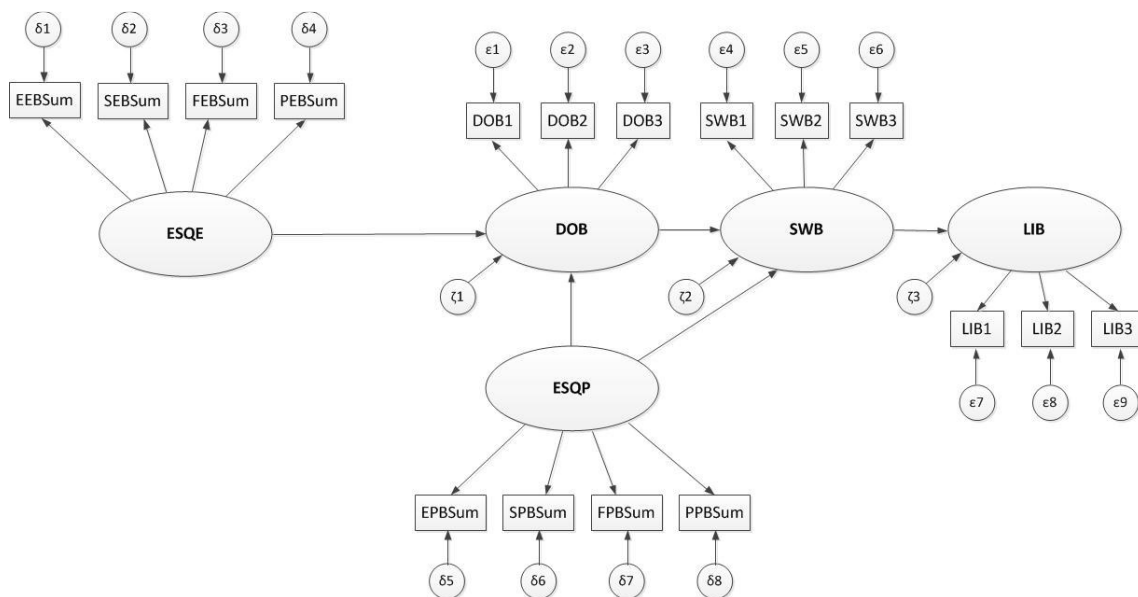 δ1 δ2 δ3 δ4
ε1 ε2 ε3 ε4 ε5 ε6
EEBSum SEBSum FEBSum PEBSum
DOB1 DOB2 DOB3 SWB1 SWB2 SWB3
ESQE DOB SWB LIB
ζ1 ζ2 ζ3
LIB1 LIB2 LIB3
ESQP
ε7 ε8 ε9
EPBSum SPBSum FPBSum PPBSum
δ5 δ6 δ7 δ8